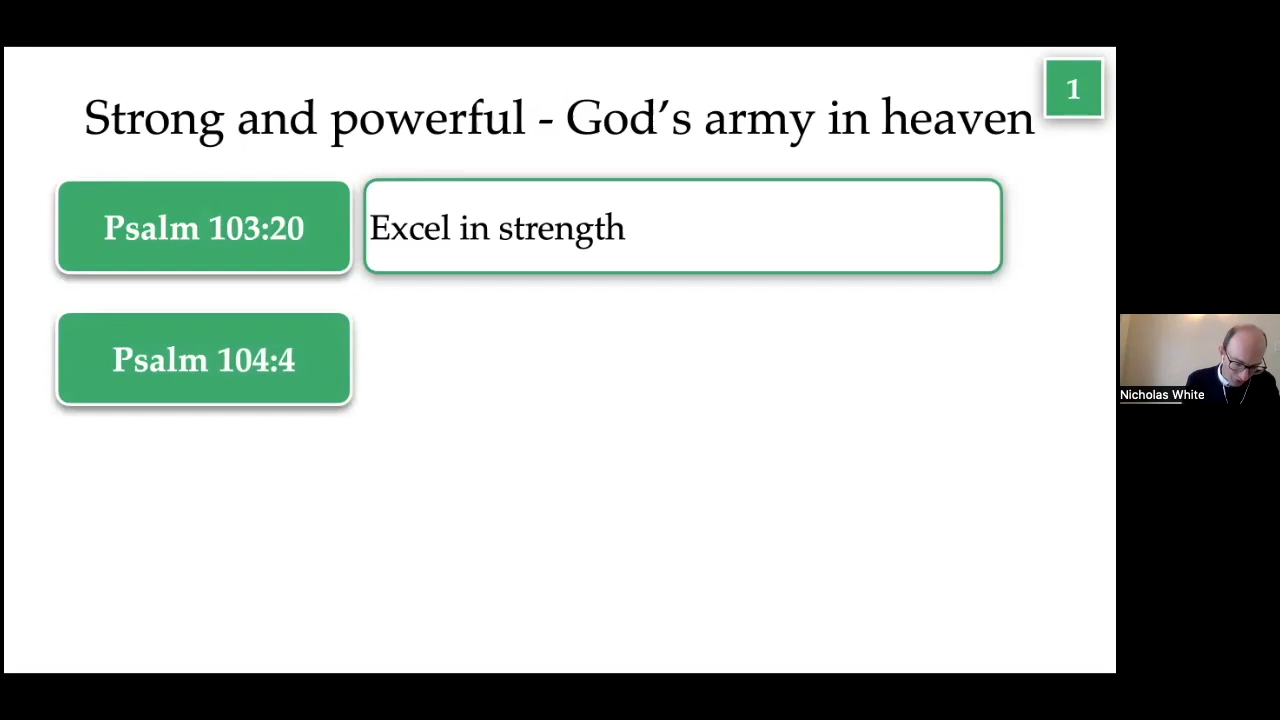 Strong and powerful - God’s army in heaven
1
Psalm 103:20
Excel in strength
Psalm 104:4
Nicholas White